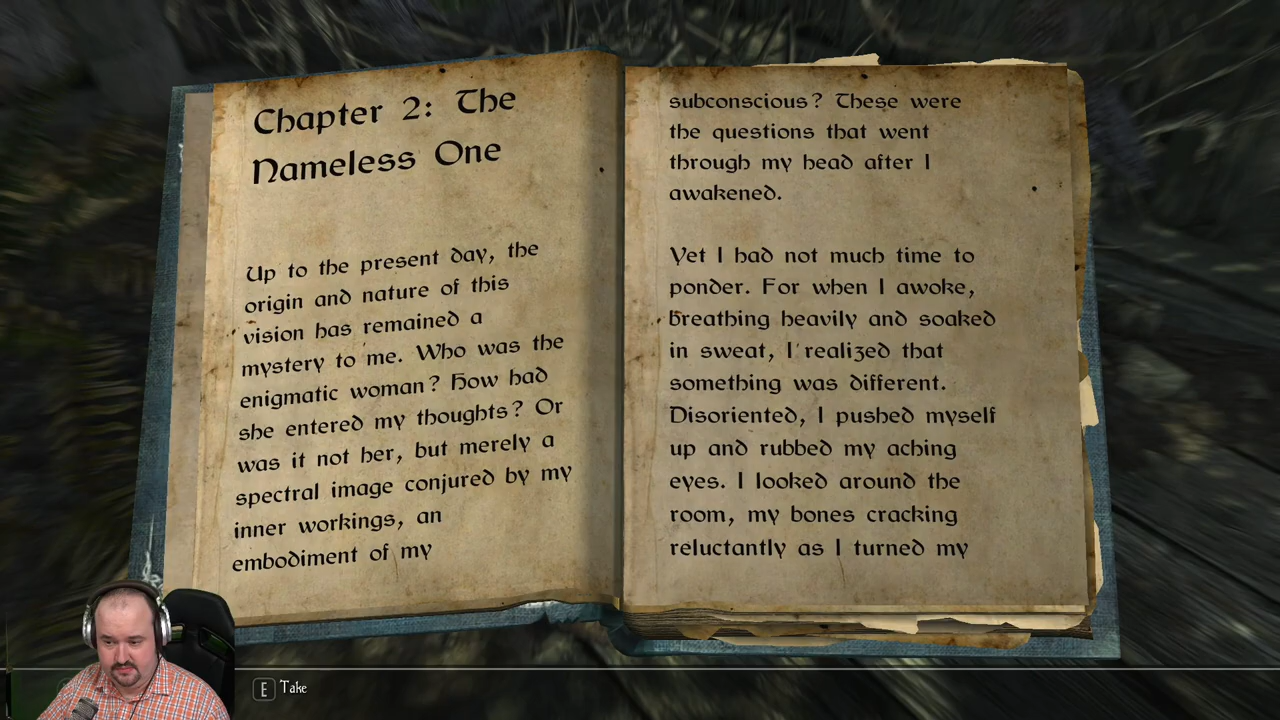 Chapter 2: The
Nameless One
Up to the present day, the
origin and nature of this
vision has remained a
mystery to me. Who was the
enigmatic woman? How had
she entered my thoughts? Or
was it not her, but merely a
spectral image conjured by my
inner workings, an
embodiment of my
subconscious? These were
the questions that went
through my head after I
awakened.
Yet I had not much time to
ponder. For when I awoke,
breathing heavily and soaked
in sweat, I realized that
something was different.
Disoriented, I pushed myself
up and rubbed my aching
eyes. I looked around the
room, my bones cracking
reluctantly as I turned my
E Take